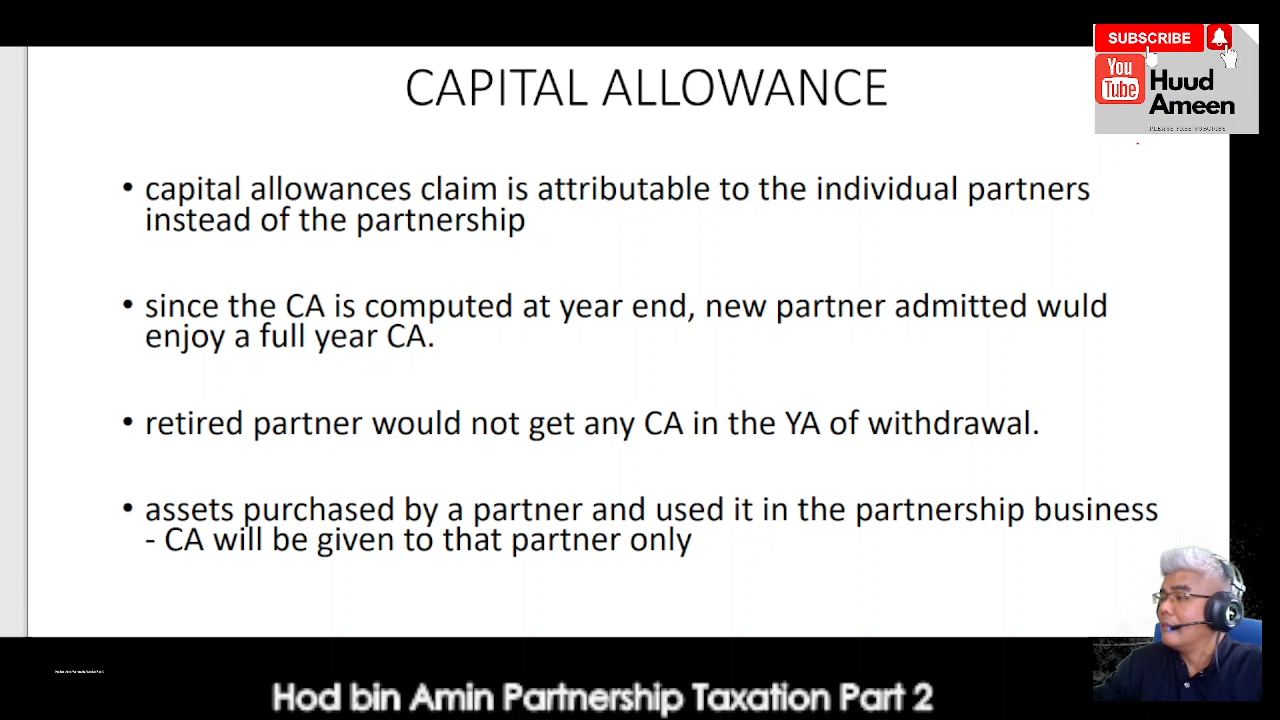 SUBSCRIBE
You
Tube
Huud
Ameen
PLEASE FREE SUBCRIBE
CAPITAL ALLOWANCE
• capital allowances claim is attributable to the individual partners
instead of the partnership
• since the CA is computed at year end, new partner admitted wuld
enjoy a full year CA.
• retired partner would not get any CA in the YA of withdrawal.
• assets purchased by a partner and used it in the partnership business
- CA will be given to that partner only
Hod bin Amin Partnership Taxation Part 2